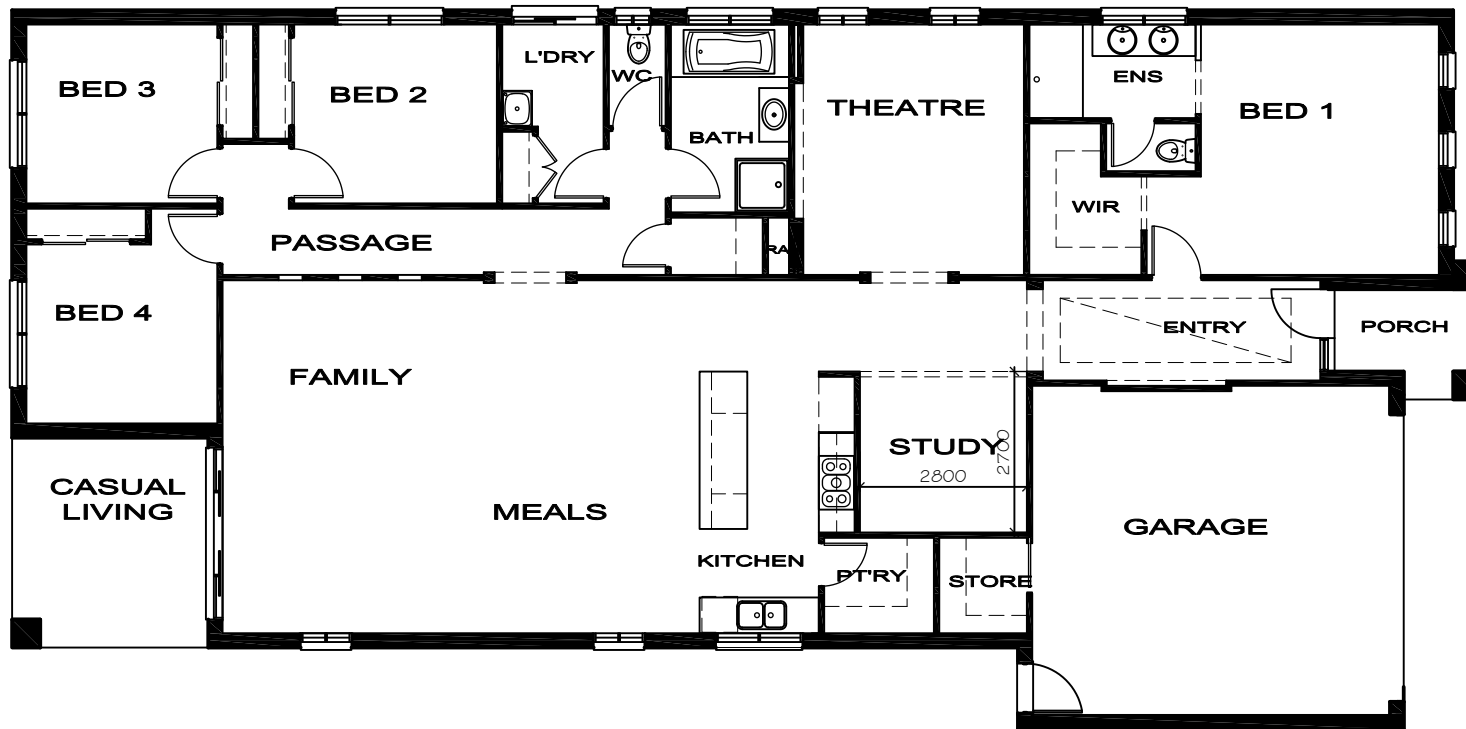 BED 3
BED 2
L'DRY
WC
BATH
THEATRE
ENS
BED 1
WIR
PASSAGE
BED 4
FAMILY
ENTRY
PORCH
STUDY
2700
2800
CASUAL
LIVING
MEALS
GARAGE
KITCHEN
PT'RY
STORE